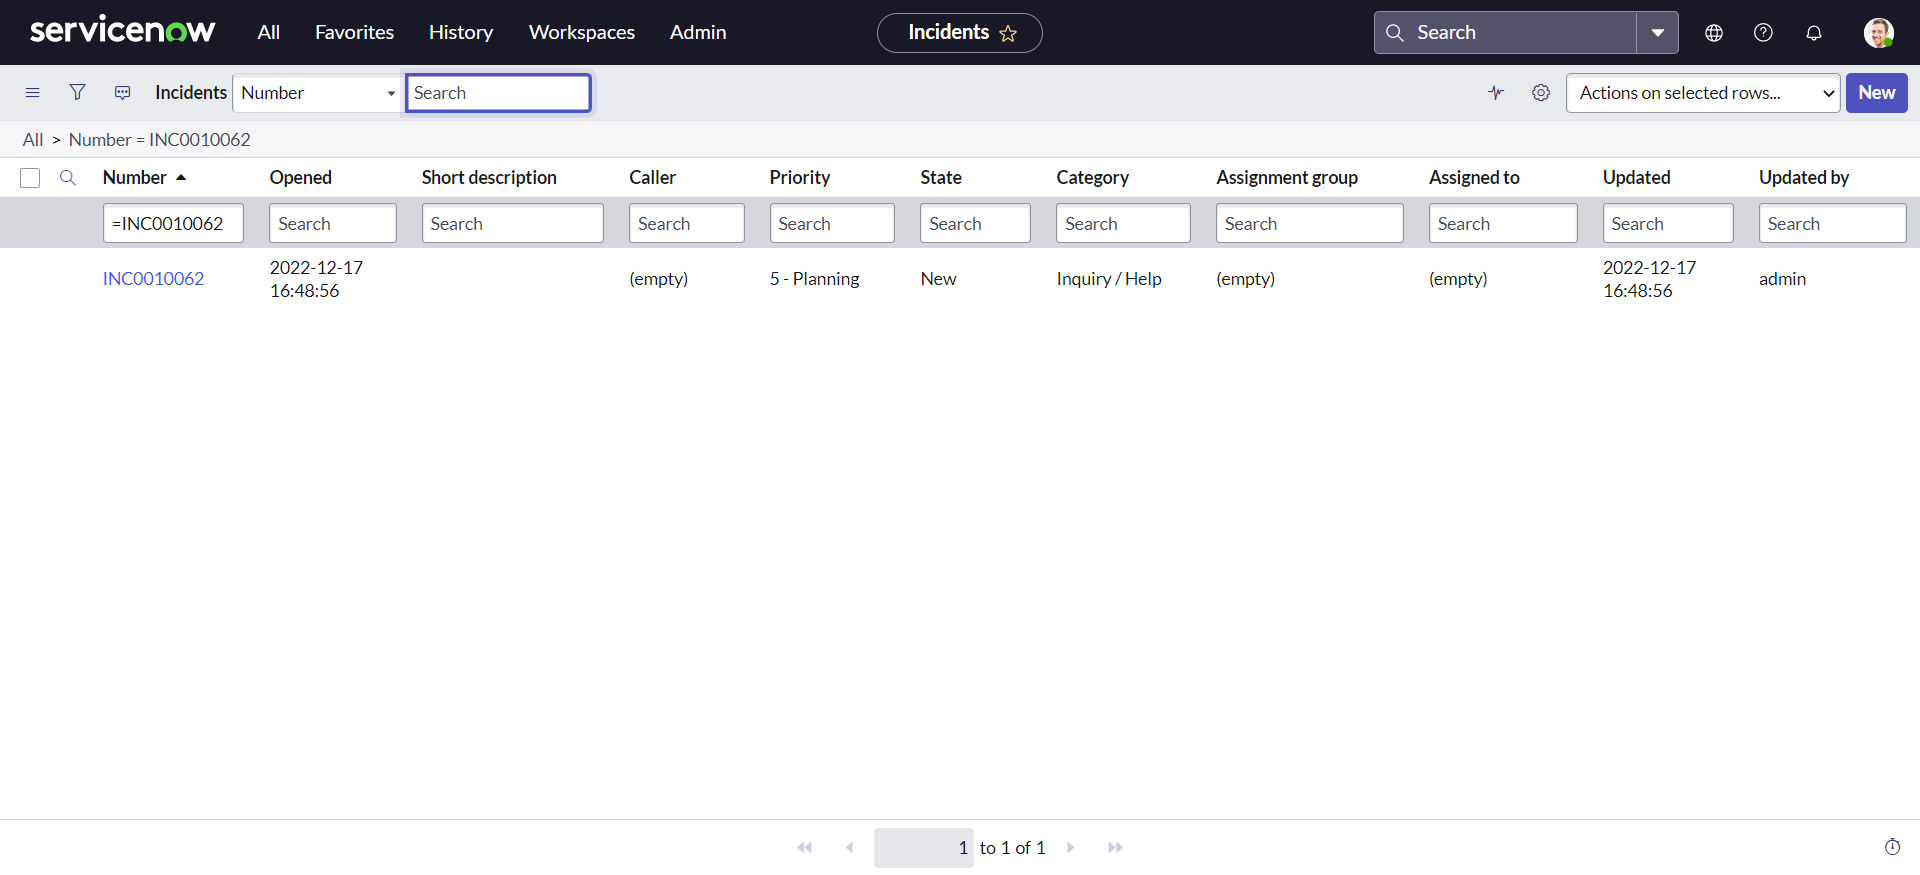 servicenow All Favorites History Workspaces Admin Incidents Search
Incidents Number Search Actions on selected rows... New
All > Number = INC0010062
Number Opened Short description Caller Priority State Category Assignment group Assigned to Updated Updated by
=INC0010062 Search Search Search Search Search Search Search Search Search Search
INC0010062 2022-12-17 16:48:56 (empty) 5 - Planning New Inquiry / Help (empty) (empty) 2022-12-17 16:48:56 admin
1 to 1 of 1